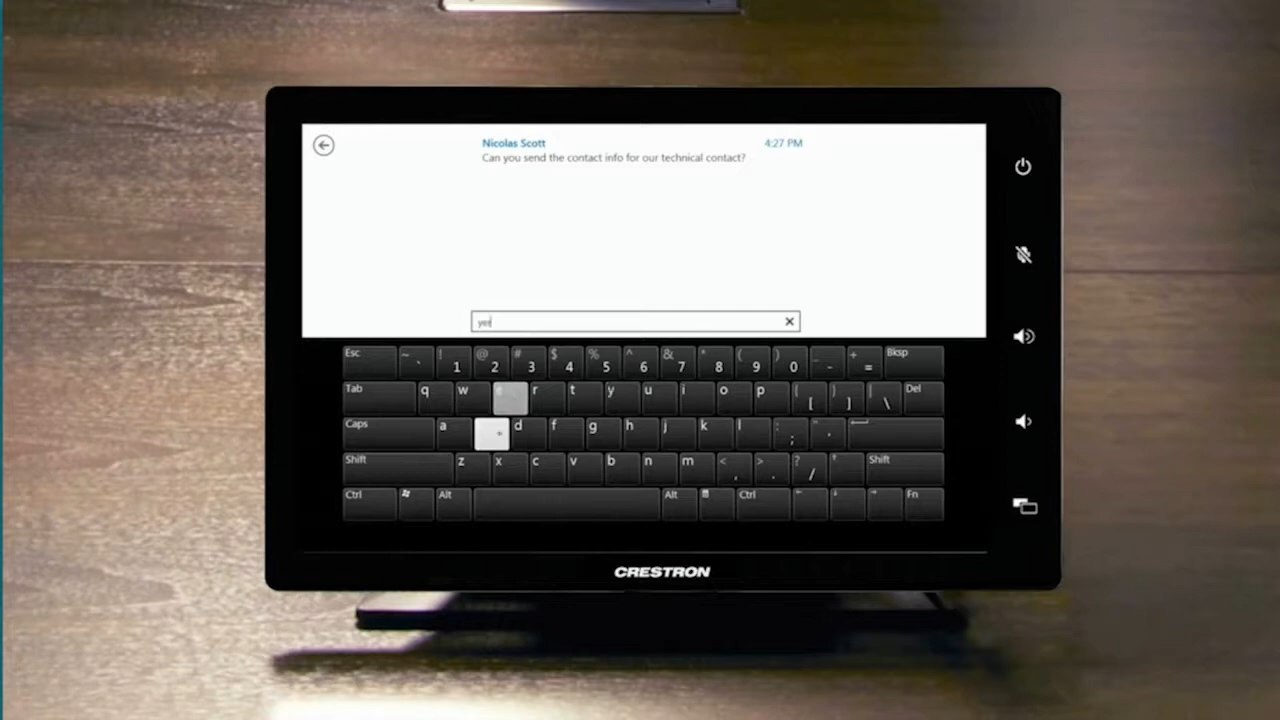 Nicolas Scott 4:27 PM
Can you send the contact info for our technical contact?
yes
Esc ~ ` ! 1 @ 2 # 3 $ 4 % 5 ^ 6 & 7 * 8 ( 9 ) 0 _ - + = Bksp
Tab q w e r t y u i o p { [ } ] | \ Del
Caps a s d f g h j k l : ; " '
Shift z x c v b n m < , > . ? / Shift
Ctrl Alt Alt Ctrl Fn
CRESTRON